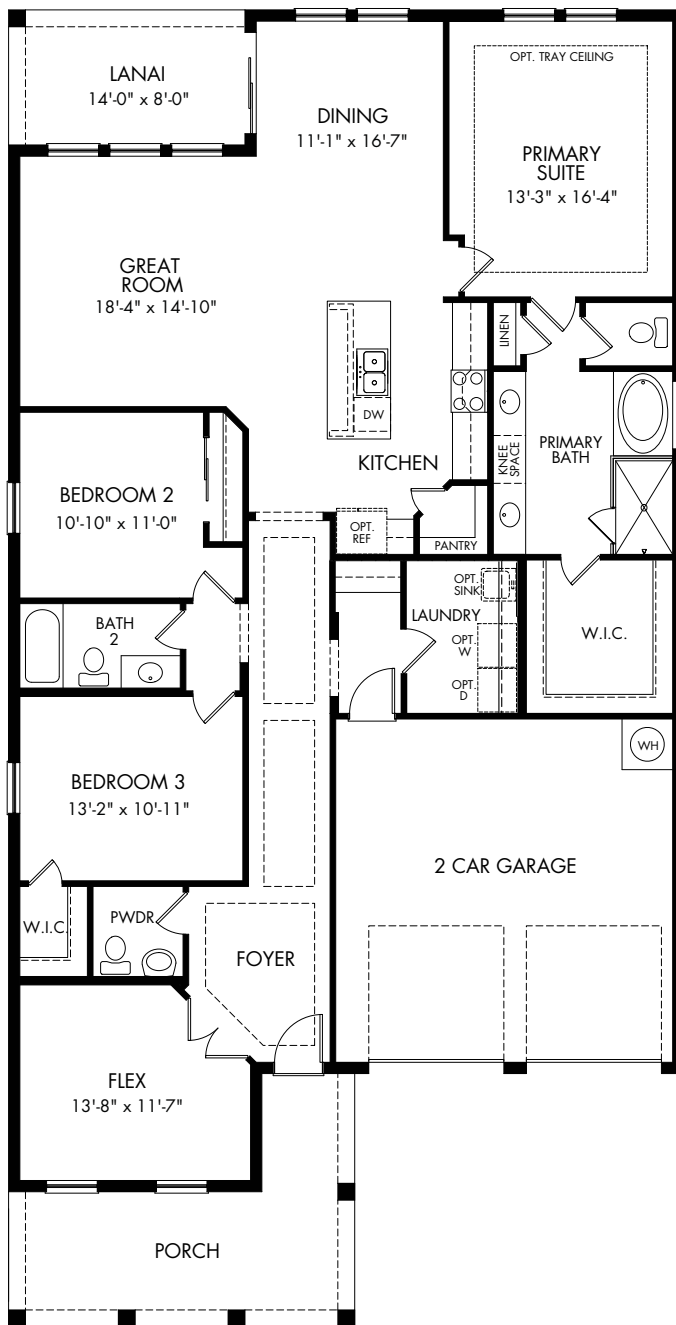 OPT. TRAY CEILING
LANAI
14'-0" x 8'-0"
DINING
11'-1" x 16'-7"
PRIMARY
SUITE
13'-3" x 16'-4"
GREAT
ROOM
18'-4" x 14'-10"
LINEN
DW
KITCHEN
KNEE
SPACE
PRIMARY
BATH
BEDROOM 2
10'-10" x 11'-0"
OPT.
REF
PANTRY
OPT.
SINK
LAUNDRY
OPT.
W
OPT.
D
W.I.C.
BATH
2
WH
BEDROOM 3
13'-2" x 10'-11"
2 CAR GARAGE
W.I.C.
PWDR
FOYER
FLEX
13'-8" x 11'-7"
PORCH